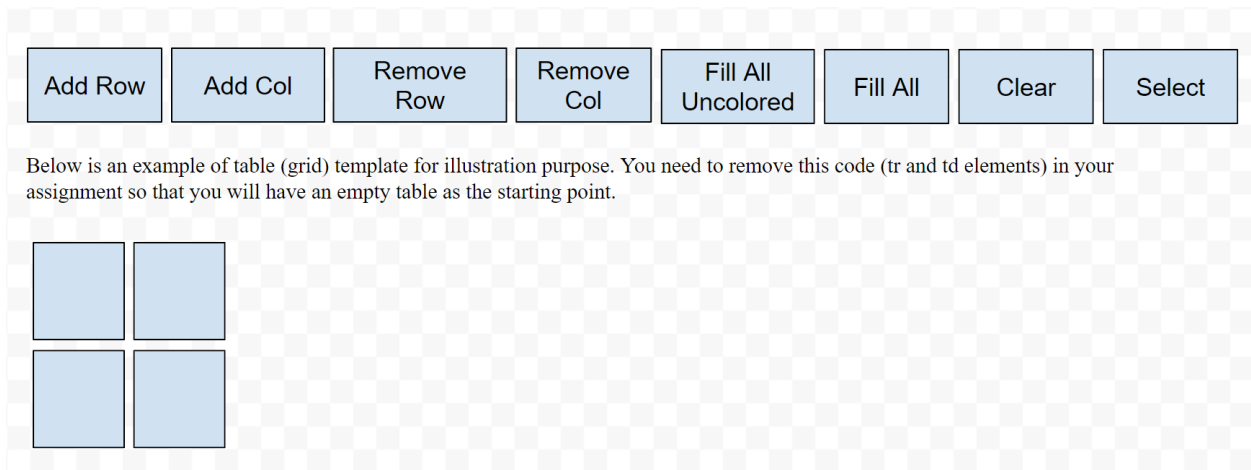 Add Row
Add Col
Remove
Row
Remove
Col
Fill All
Uncolored
Fill All
Clear
Select
Below is an example of table (grid) template for illustration purpose. You need to remove this code (tr and td elements) in your
assignment so that you will have an empty table as the starting point.